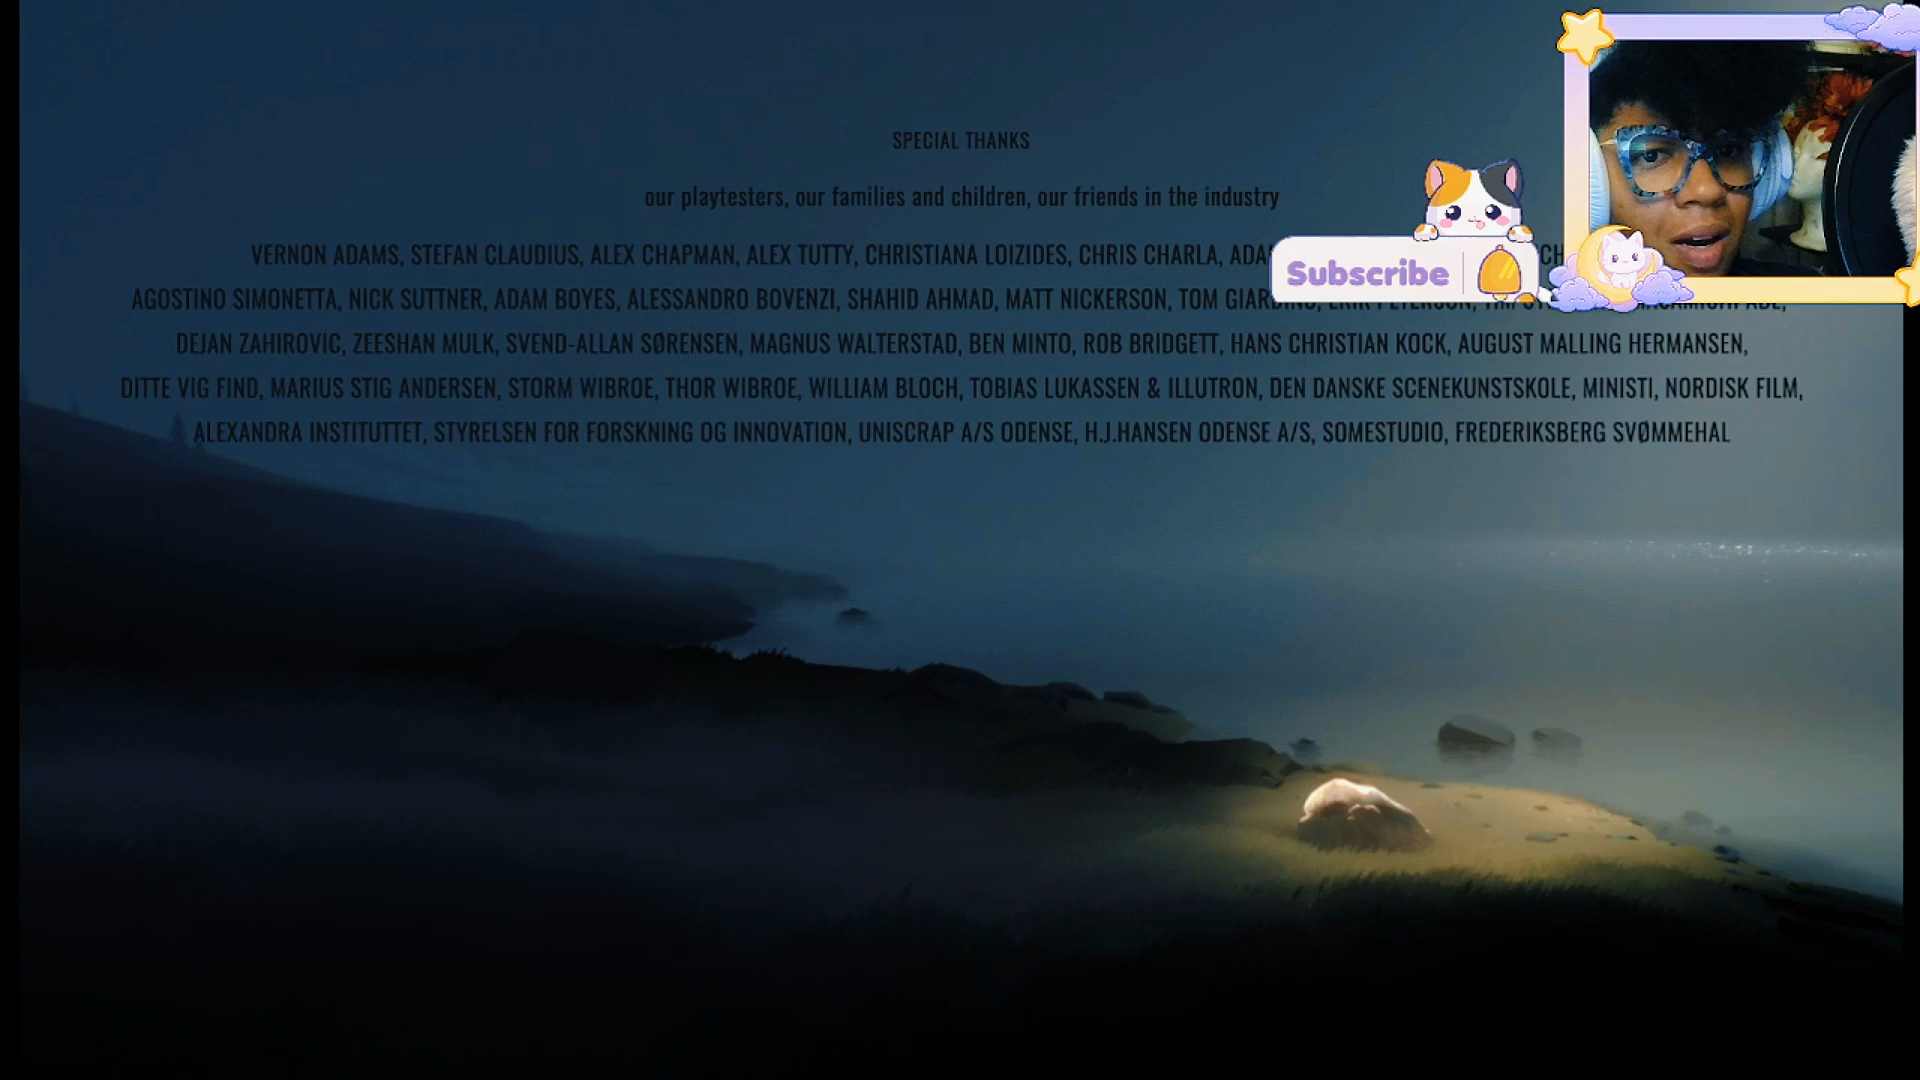 SPECIAL THANKS
our playtesters, our families and children, our friends in the industry
VERNON ADAMS, STEFAN CLAUDIUS, ALEX CHAPMAN, ALEX TUTTY, CHRISTIANA LOIZIDES, CHRIS CHARLA,
Subscribe
AGOSTINO SIMONETTA, NICK SUTTNER, ADAM BOYES, ALESSANDRO BOVENZI, SHAHID AHMAD, MATT NICKERSON, TOM
DEJAN ZAHIROVIC, ZEESHAN MULK, SVEND-ALLAN SØRENSEN, MAGNUS WALTERSTAD, BEN MINTO, ROB BRIDGETT, HANS CHRISTIAN KOCK, AUGUST MALLING HERMANSEN,
DITTE VIG FIND, MARIUS STIG ANDERSEN, STORM WIBROE, THOR WIBROE, WILLIAM BLOCH, TOBIAS LUKASSEN & ILLUTRON, DEN DANSKE SCENEKUNSTSKOLE, MINISTI, NORDISK FILM,
ALEXANDRA INSTITUTTET, STYRELSEN FOR FORSKNING OG INNOVATION, UNISCRAP A/S ODENSE, H.J.HANSEN ODENSE A/S, SOMESTUDIO, FREDERIKSBERG SVØMMEHAL